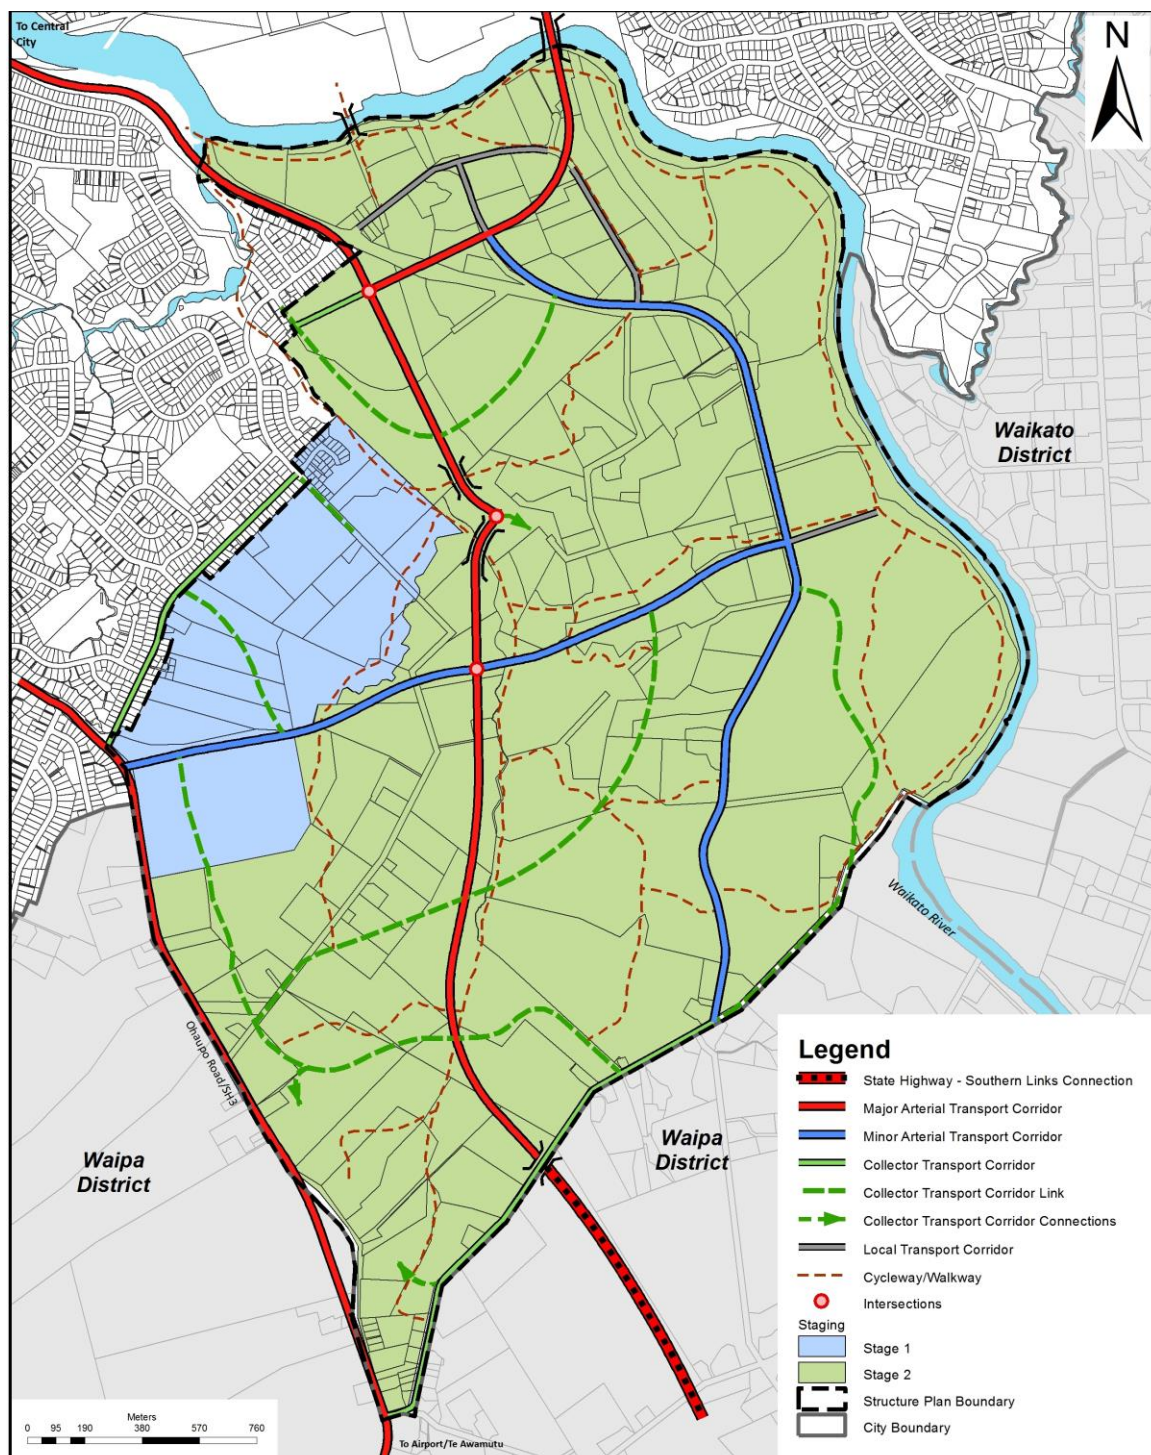 To Central
City
N
Waikato
District
Waikato River
Ohaupo Road/SH3
Waipa
District
Waipa
District
Legend
State Highway - Southern Links Connection
Major Arterial Transport Corridor
Minor Arterial Transport Corridor
Collector Transport Corridor
Collector Transport Corridor Link
Collector Transport Corridor Connections
Local Transport Corridor
Cycleway/Walkway
Intersections
Staging
Stage 1
Stage 2
Structure Plan Boundary
City Boundary
Meters
0 95 190 380 570 760
To Airport/Te Awamutu